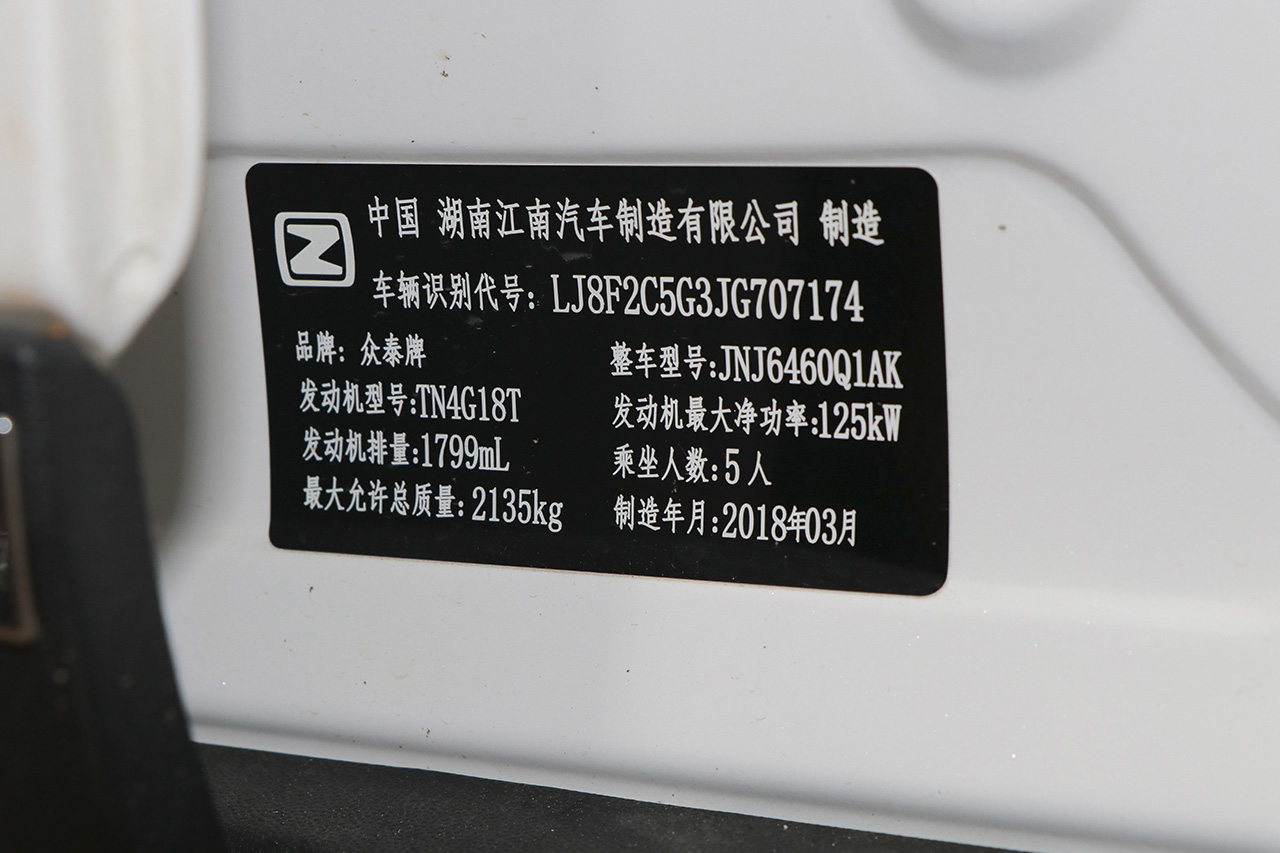 中国 湖南江南汽车制造有限公司 制造
车辆识别代号: LJ8F2C5G3JG707174
品牌: 众泰牌 整车型号:JNJ6460Q1AK
发动机型号:TN4G18T 发动机最大净功率:125kW
发动机排量:1799mL 乘坐人数:5人
最大允许总质量:2135kg 制造年月:2018年03月